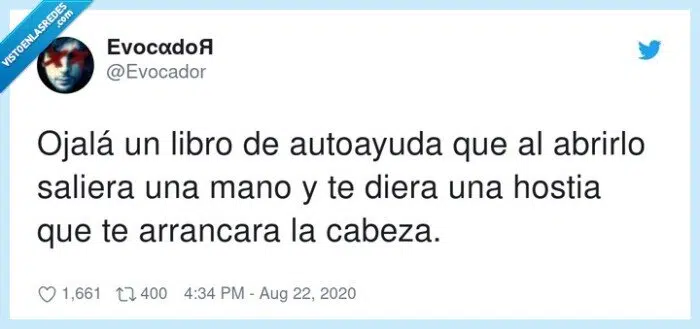 VISTOENLASREDES
.com
EvocαdoЯ
@Evocador
Ojalá un libro de autoayuda que al abrirlo
saliera una mano y te diera una hostia
que te arrancara la cabeza.
1,661 400 4:34 PM - Aug 22, 2020